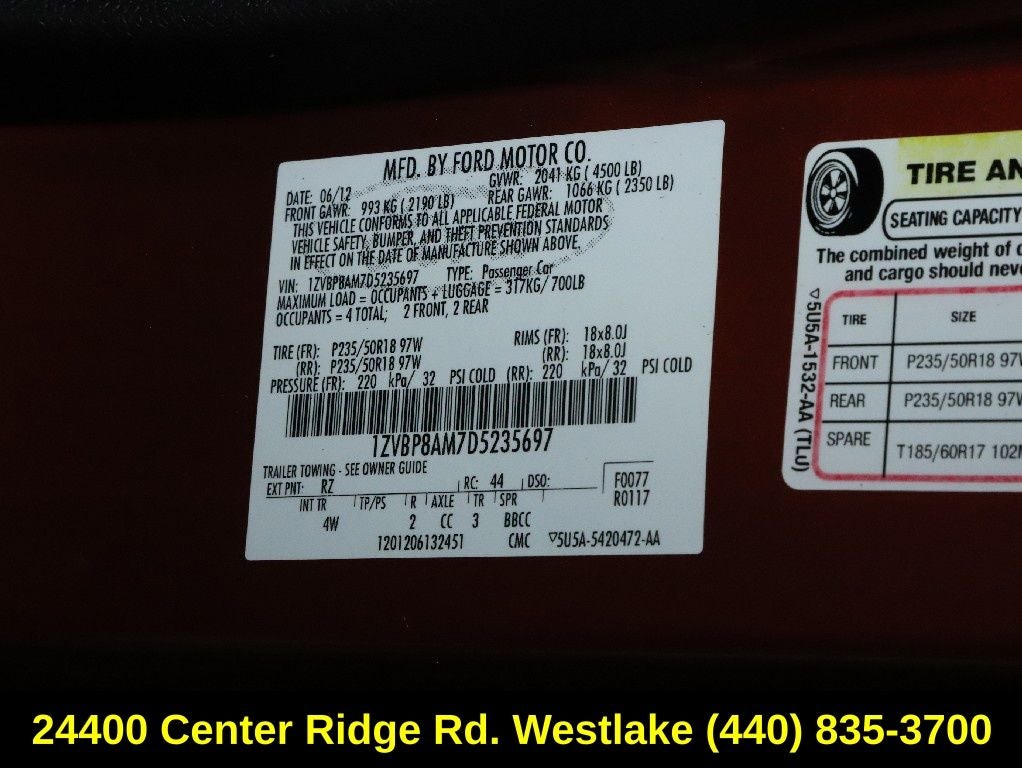 MFD. BY FORD MOTOR CO.
DATE: 06/12 GVWR: 2041 KG ( 4500 LB)
FRONT GAWR: 993 KG ( 2190 LB) REAR GAWR: 1066 KG ( 2350 LB)
THIS VEHICLE CONFORMS TO ALL APPLICABLE FEDERAL MOTOR
VEHICLE SAFETY, BUMPER, AND THEFT PREVENTION STANDARDS
IN EFFECT ON THE DATE OF MANUFACTURE SHOWN ABOVE.
VIN: 1ZVBP8AM7D5235697 TYPE: Passenger Car
MAXIMUM LOAD = OCCUPANTS + LUGGAGE = 317KG/ 700LB
OCCUPANTS = 4 TOTAL; 2 FRONT, 2 REAR
TIRE (FR): P235/50R18 97W RIMS (FR): 18x8.0J
(RR): P235/50R18 97W (RR): 18x8.0J
PRESSURE (FR): 220 kPa/ 32 PSI COLD (RR): 220 kPa/ 32 PSI COLD
1ZVBP8AM7D5235697
TRAILER TOWING - SEE OWNER GUIDE
EXT PNT: RZ RC: 44 DSO: F0077
INT TR TP/PS R AXLE TR SPR R0117
4W 2 CC 3 BBCC
1201206132451 CMC ▽5U5A-5420472-AA
TIRE AN
SEATING CAPACITY
The combined weight of
and cargo should neve
▽5U5A-1532-AA (TLU)
TIRE SIZE
FRONT P235/50R18 97W
REAR P235/50R18 97W
SPARE T185/60R17 102M
24400 Center Ridge Rd. Westlake (440) 835-3700